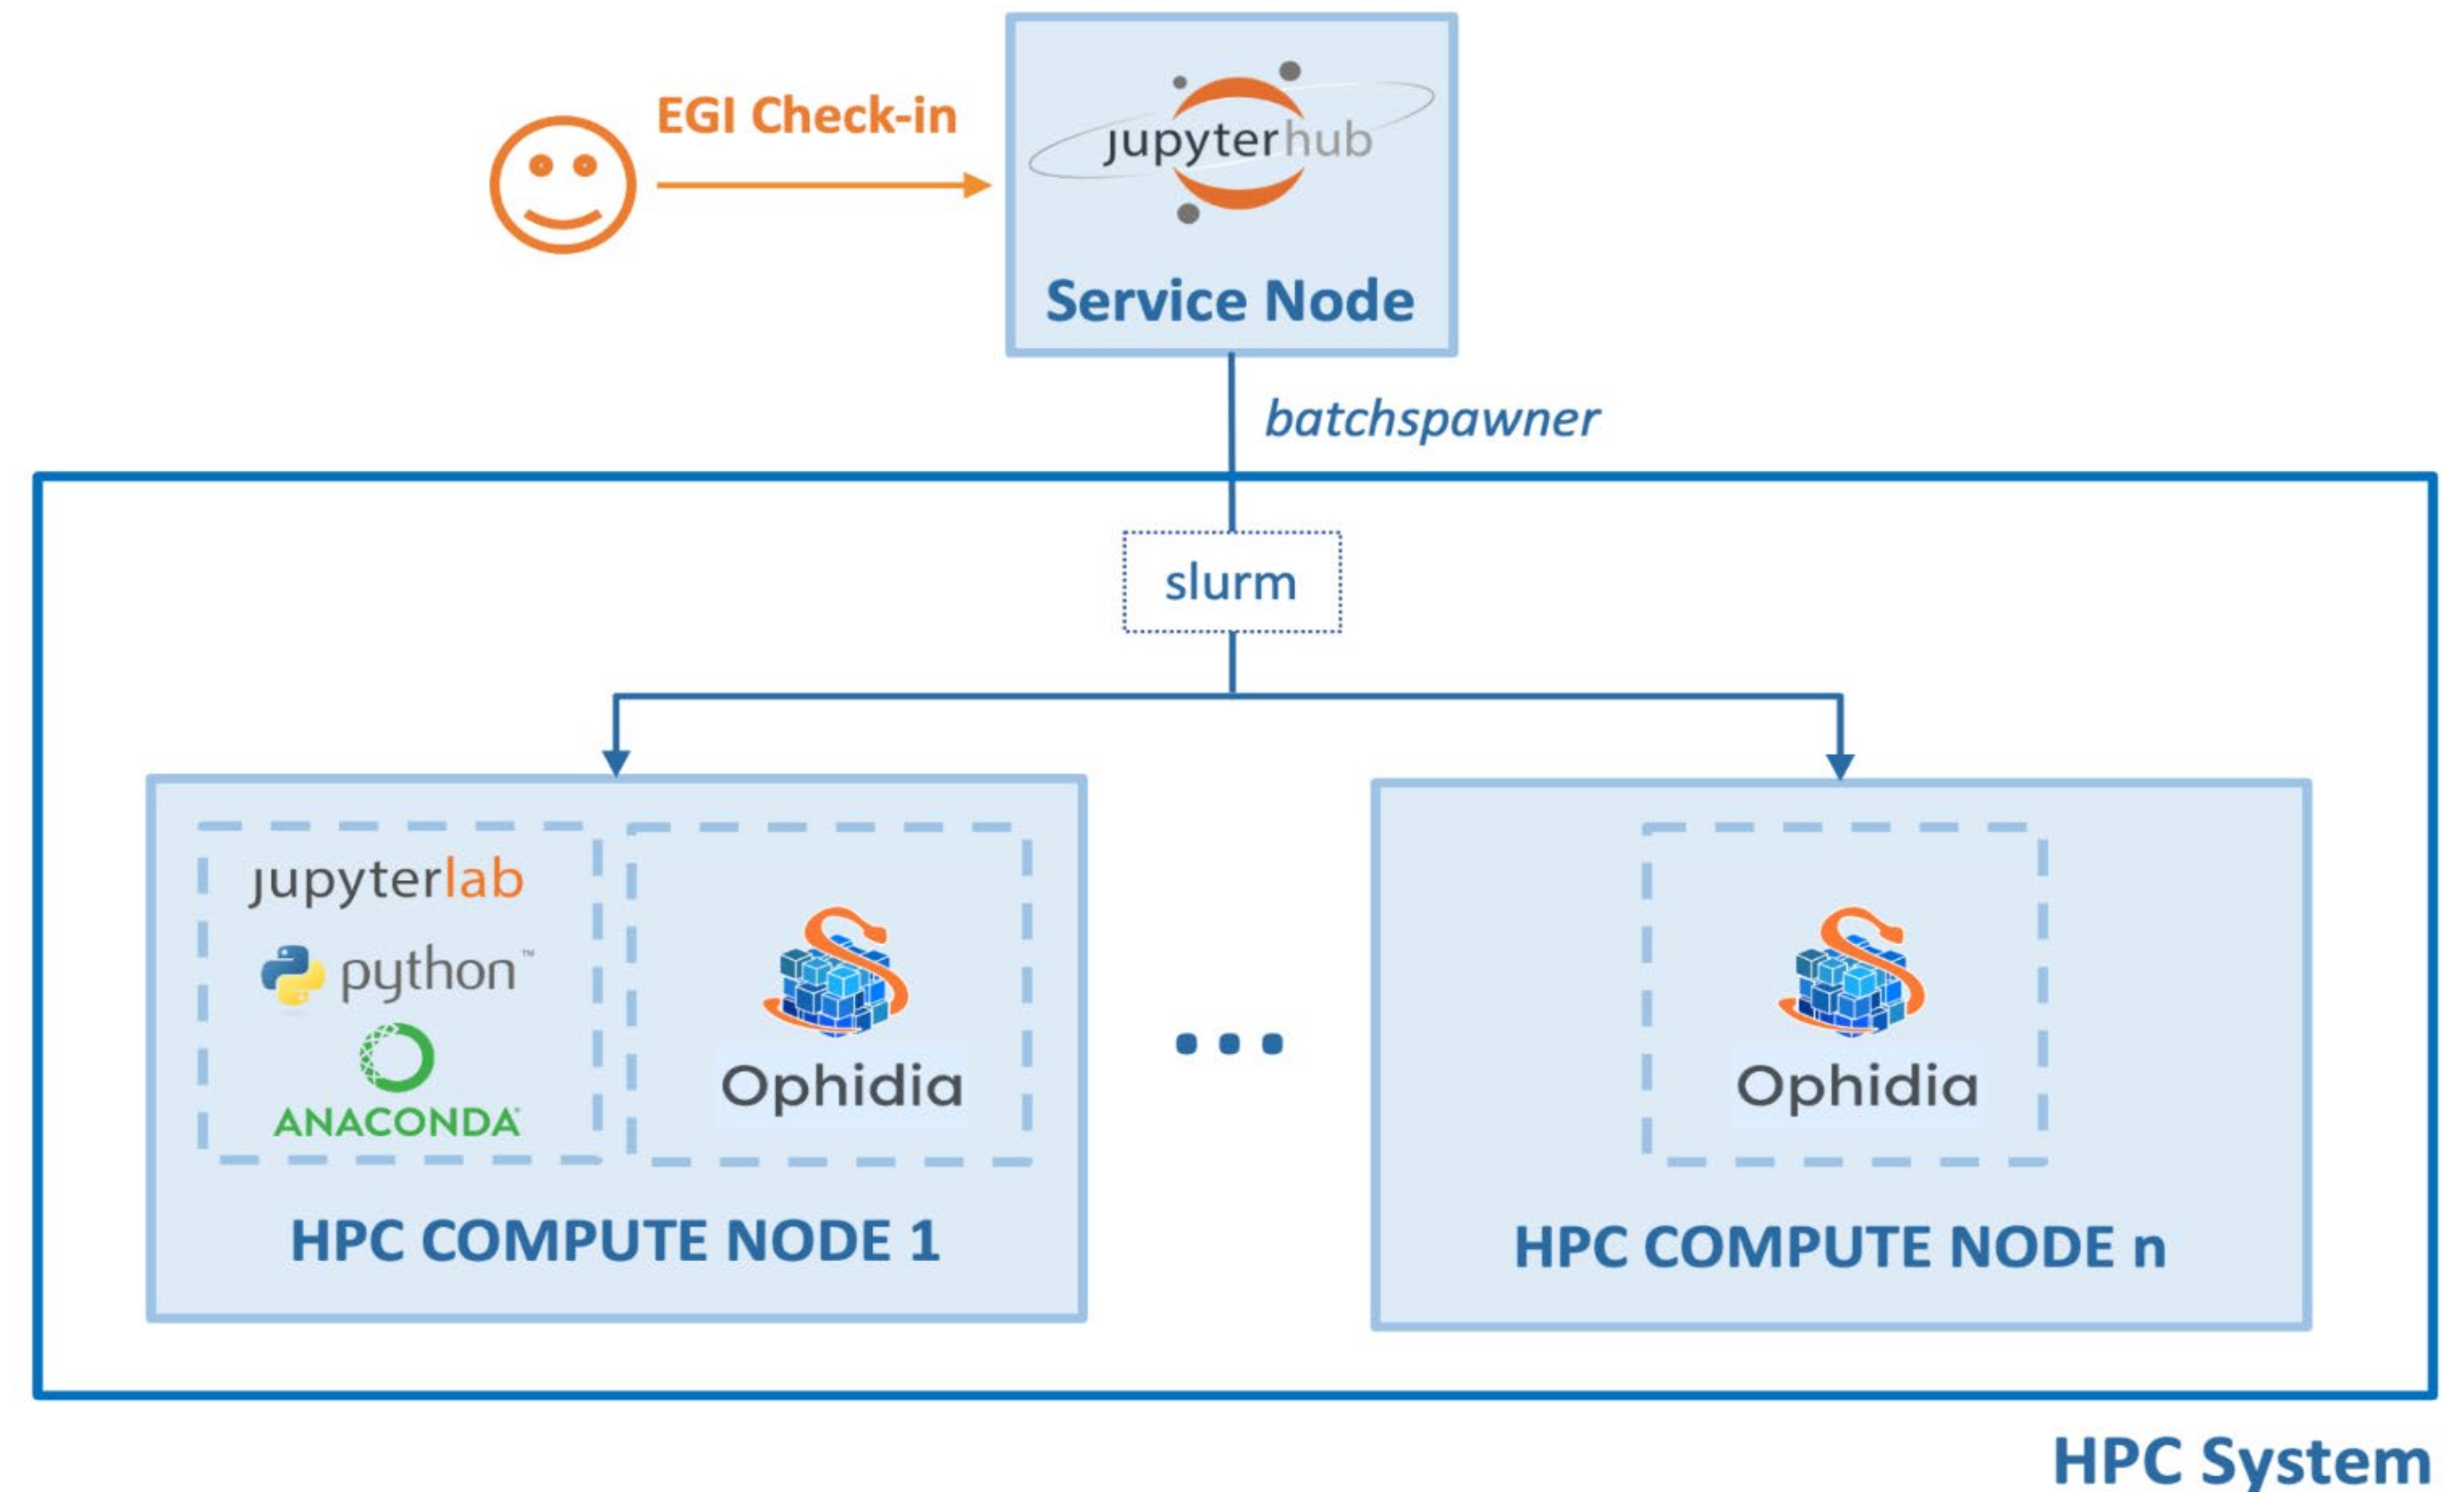 EGI Check-in
jupyterhub
Service Node
batchspawner
slurm
jupyterlab
python™
ANACONDA®
Ophidia
HPC COMPUTE NODE 1
...
Ophidia
HPC COMPUTE NODE n
HPC System